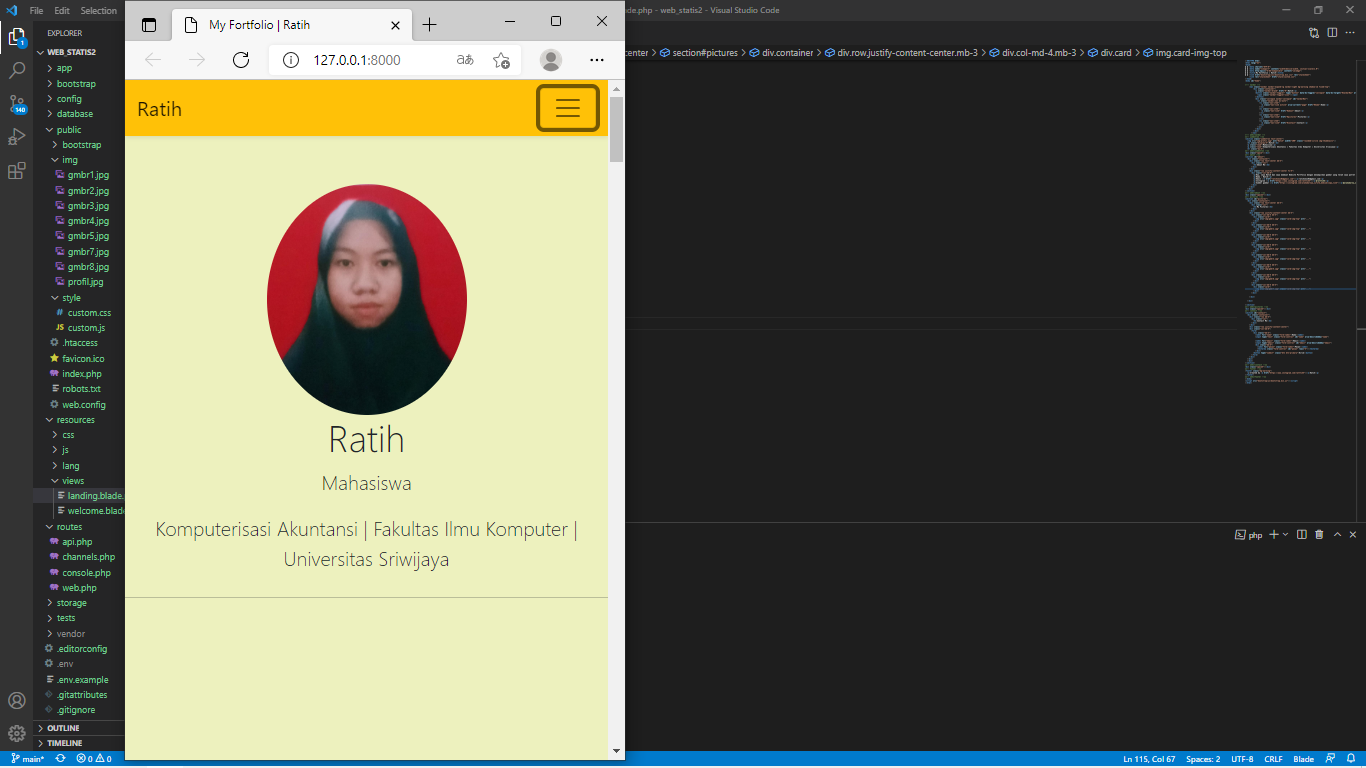 File Edit Selection
blade.php - web_statis2 - Visual Studio Code
My Fortfolio | Ratih
127.0.0.1:8000
EXPLORER
WEB_STATIS2
app
bootstrap
config
database
public
bootstrap
img
gmbr1.jpg
gmbr2.jpg
gmbr3.jpg
gmbr4.jpg
gmbr5.jpg
gmbr7.jpg
gmbr8.jpg
profil.jpg
style
custom.css
JS custom.js
.htaccess
favicon.ico
index.php
robots.txt
web.config
resources
css
js
lang
views
landing.blade.
welcome.blade
routes
api.php
channels.php
console.php
web.php
storage
tests
vendor
.editorconfig
.env
.env.example
.gitattributes
.gitignore
OUTLINE
TIMELINE
1
140
Ratih
Ratih
Mahasiswa
Komputerisasi Akuntansi | Fakultas Ilmu Komputer |
Universitas Sriwijaya
center > section#pictures > div.container > div.row.justify-content-center.mb-3 > div.col-md-4.mb-3 > div.card > img.card-img-top
php
main* 0 0
Ln 115, Col 67 Spaces: 2 UTF-8 CRLF Blade